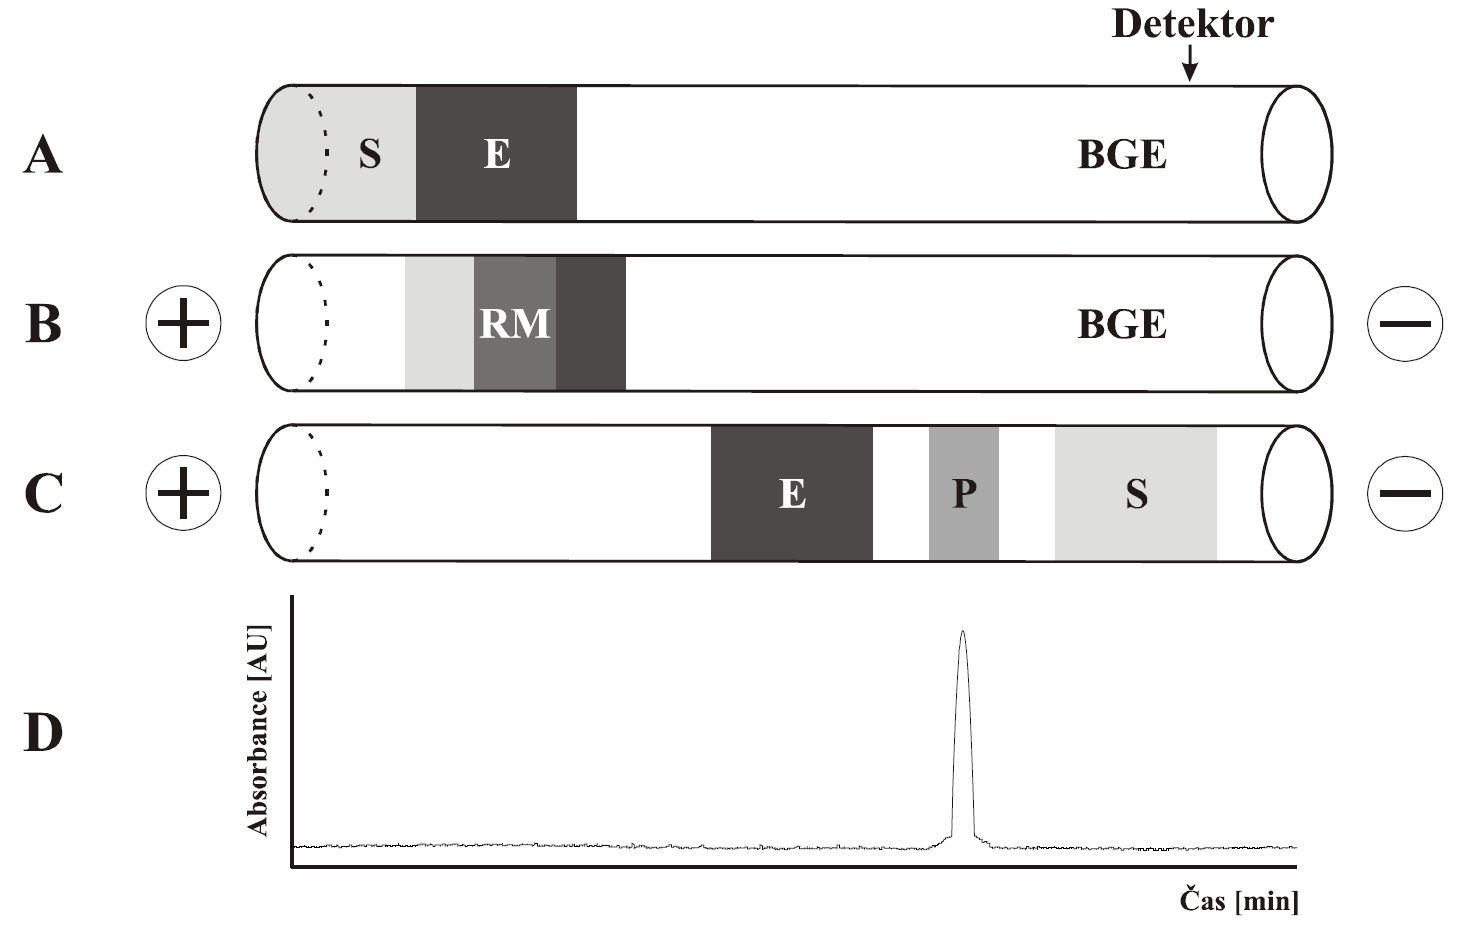 Detektor
A
S
E
BGE
B
+
RM
BGE
−
C
+
E
P
S
−
D
Absorbance [AU]
Čas [min]